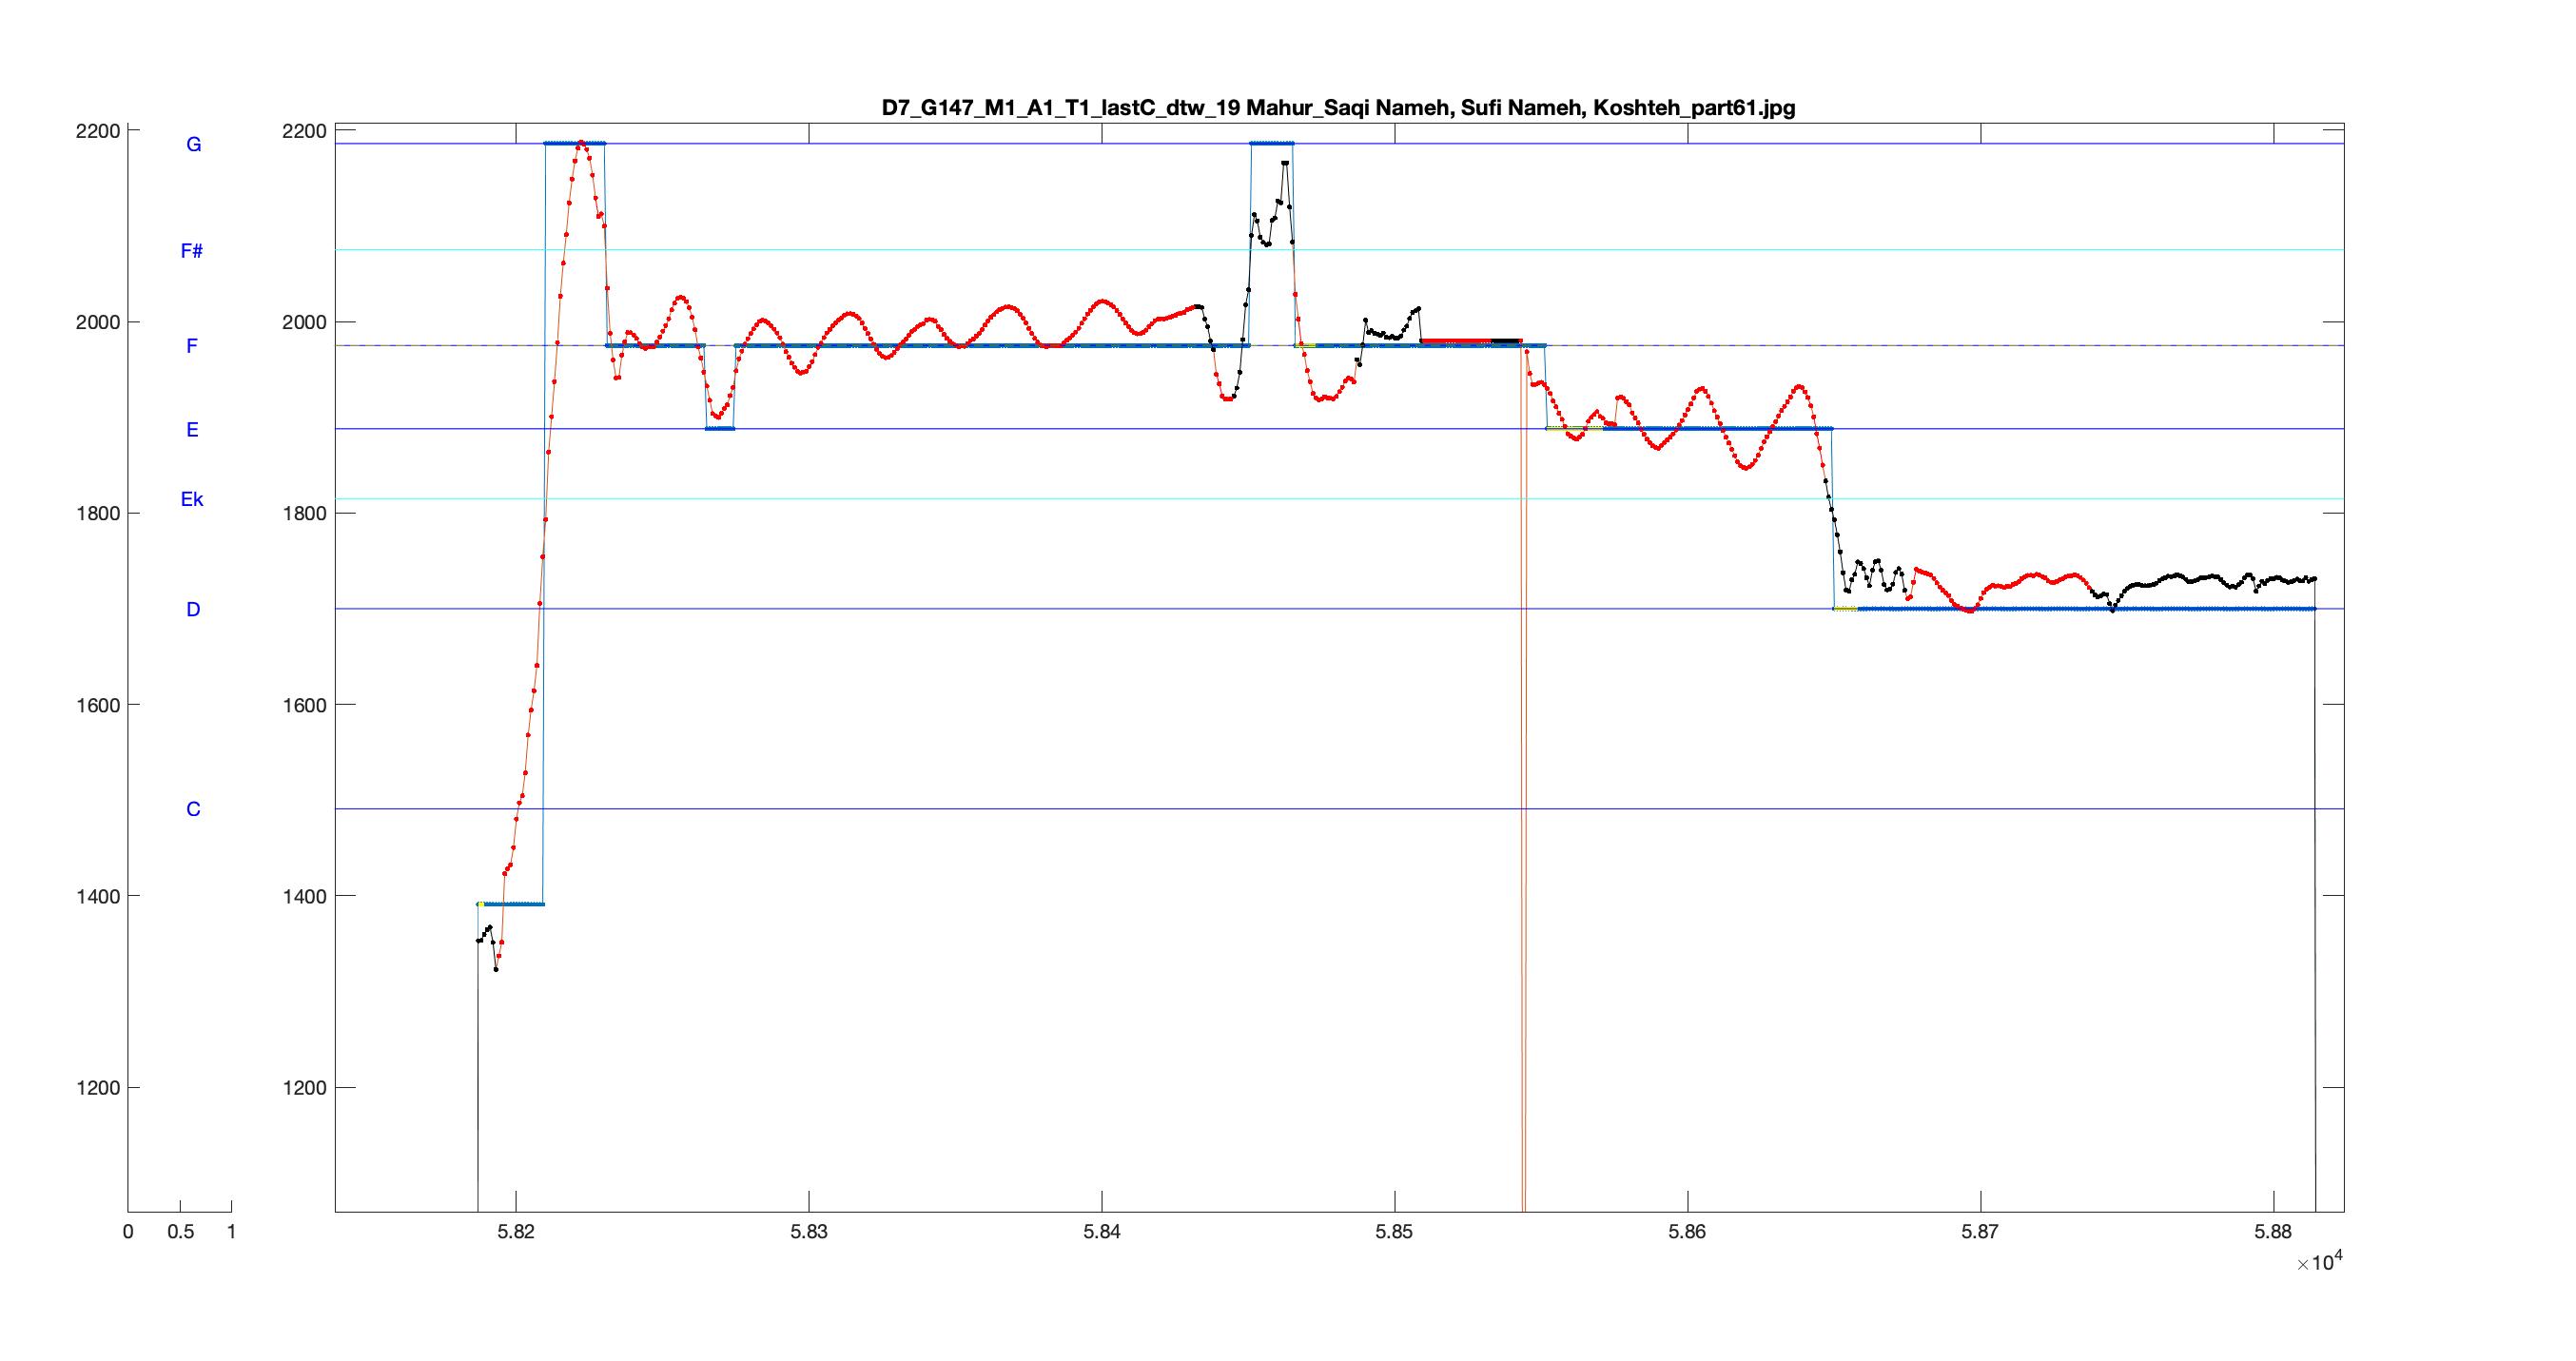 D7_G147_M1_A1_T1_lastC_dtw_19 Mahur_Saqi Nameh, Sufi Nameh, Koshteh_part61.jpg
2200 G 2200
F#
2000 2000
F
E
1800 Ek 1800
D
1600 1600
C
1400 1400
1200 1200
0 0.5 1 5.82 5.83 5.84 5.85 5.86 5.87 5.88
×10^4